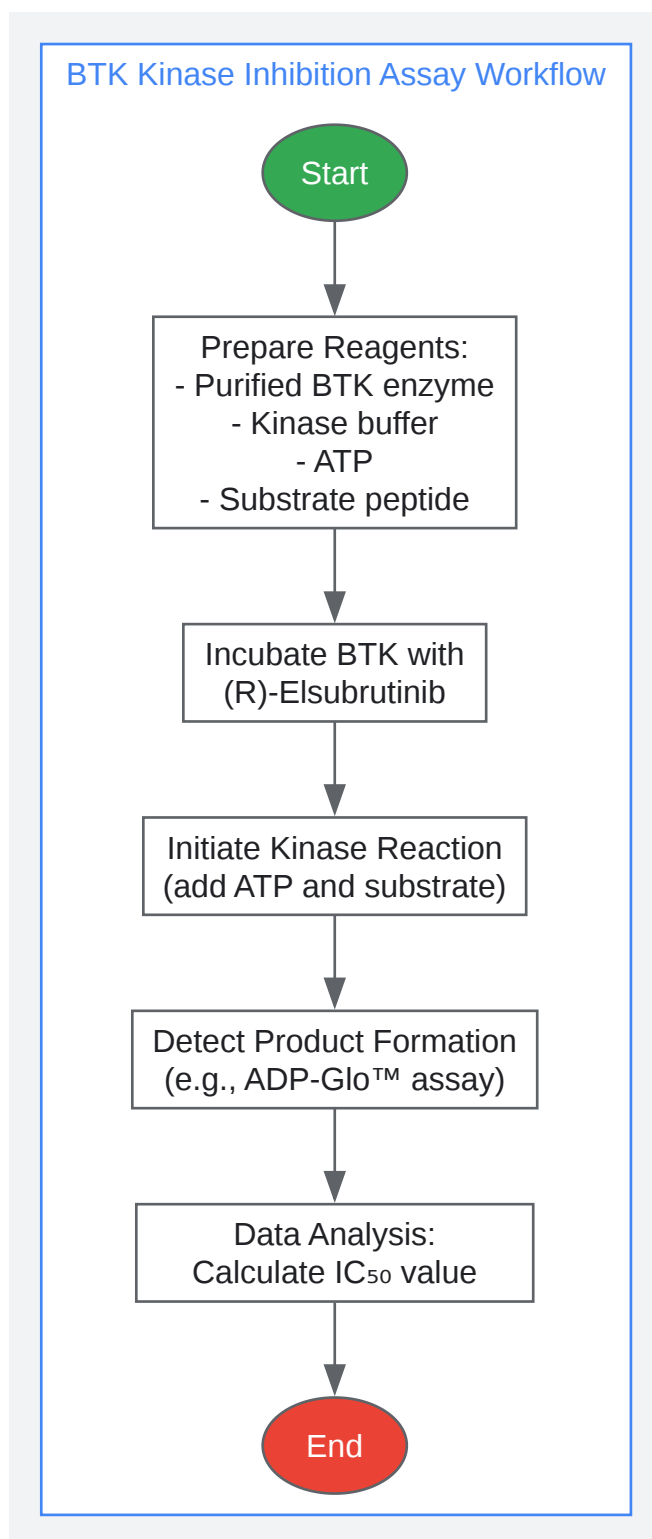 BTK Kinase Inhibition Assay Workflow
Start
Prepare Reagents:
- Purified BTK enzyme
- Kinase buffer
- ATP
- Substrate peptide
Incubate BTK with
(R)-Elsubrutinib
Initiate Kinase Reaction
(add ATP and substrate)
Detect Product Formation
(e.g., ADP-Glo™ assay)
Data Analysis:
Calculate IC₅₀ value
End